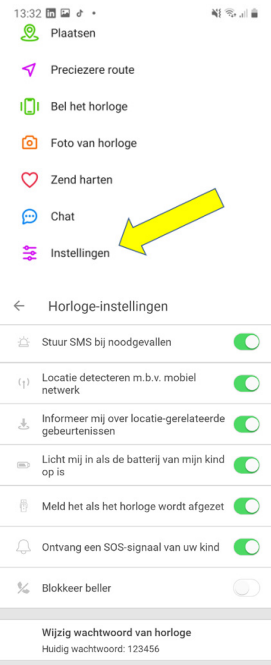 13:32
Plaatsen
Preciezere route
Bel het horloge
Foto van horloge
Zend harten
Chat
Instellingen
Horloge-instellingen
Stuur SMS bij noodgevallen
Locatie detecteren m.b.v. mobiel
netwerk
Informeer mij over locatie-gerelateerde
gebeurtenissen
Licht mij in als de batterij van mijn kind
op is
Meld het als het horloge wordt afgezet
Ontvang een SOS-signaal van uw kind
Blokkeer beller
Wijzig wachtwoord van horloge
Huidig wachtwoord: 123456